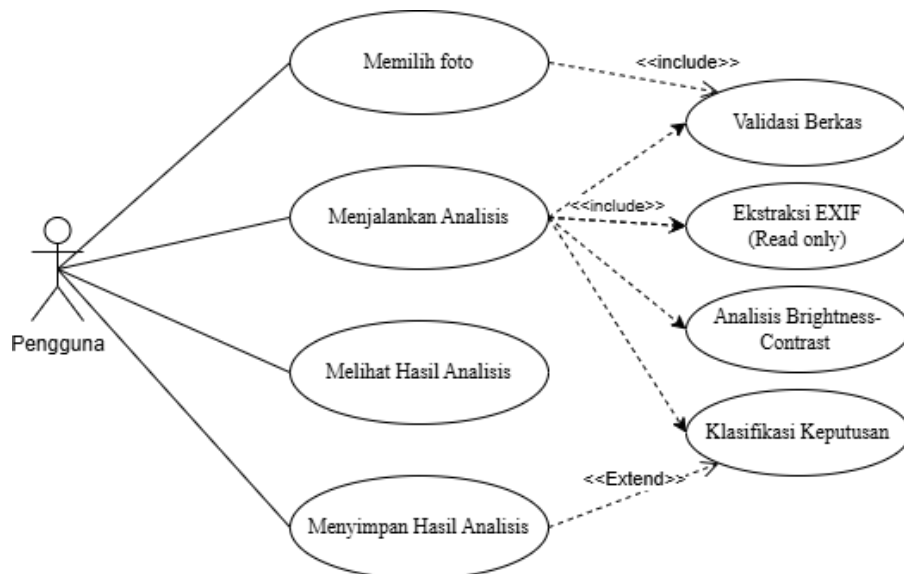 Memilih foto
<<include>>
Validasi Berkas
Menjalankan Analisis
<<include>>
Ekstraksi EXIF
(Read only)
Pengguna
Analisis Brightness-
Contrast
Melihat Hasil Analisis
Klasifikasi Keputusan
<<Extend>>
Menyimpan Hasil Analisis